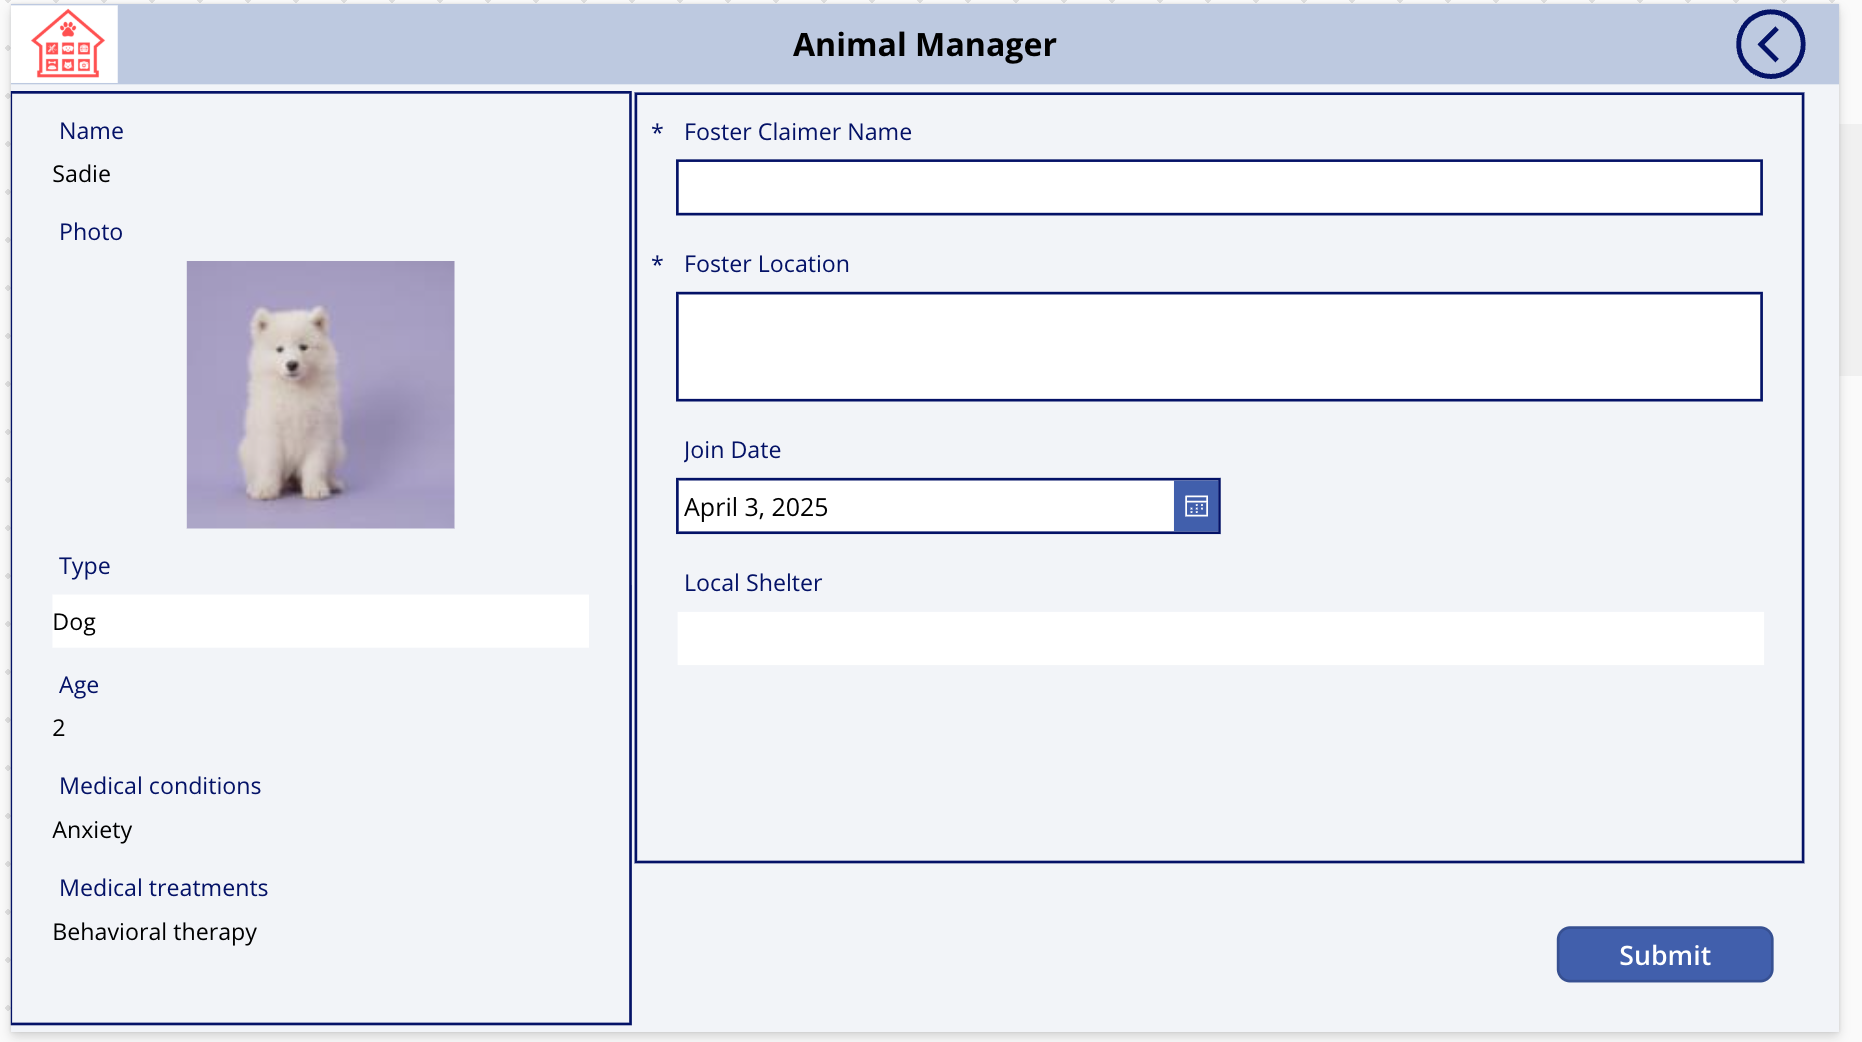 Animal Manager
Name
Sadie
Photo
Type
Dog
Age
2
Medical conditions
Anxiety
Medical treatments
Behavioral therapy
* Foster Claimer Name
* Foster Location
Join Date
April 3, 2025
Local Shelter
Submit